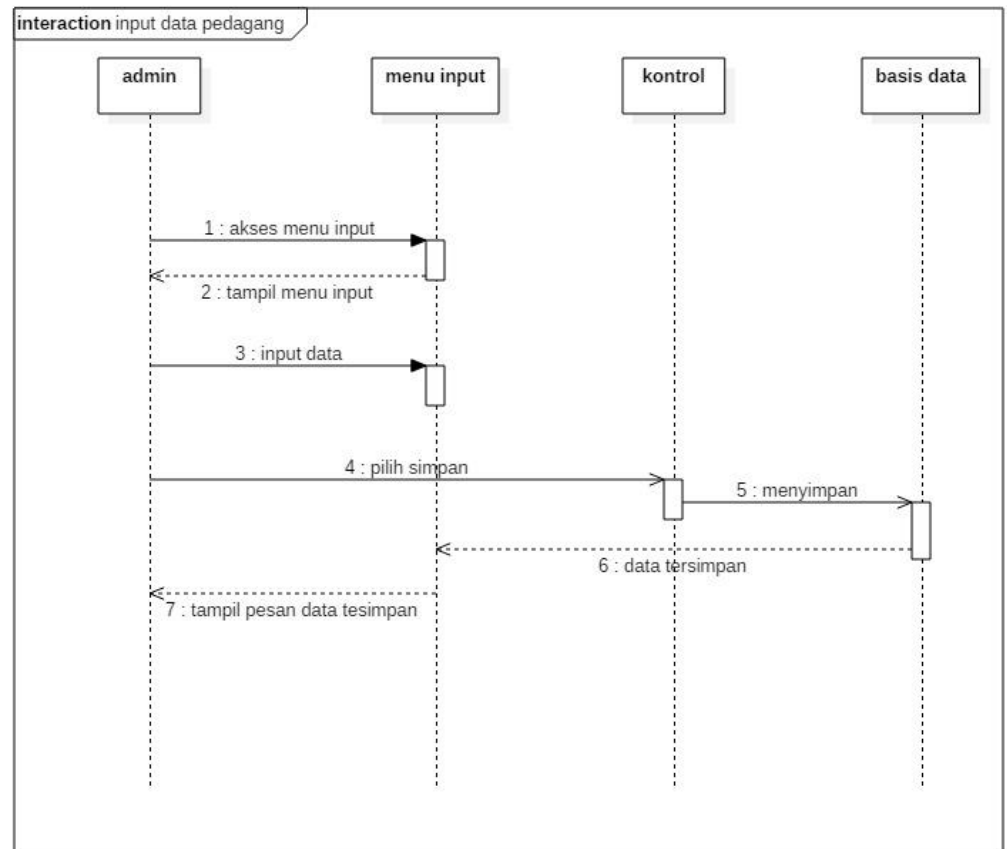 interaction input data pedagang
admin
menu input
kontrol
basis data
1 : akses menu input
2 : tampil menu input
3 : input data
4 : pilih simpan
5 : menyimpan
6 : data tersimpan
7 : tampil pesan data tesimpan